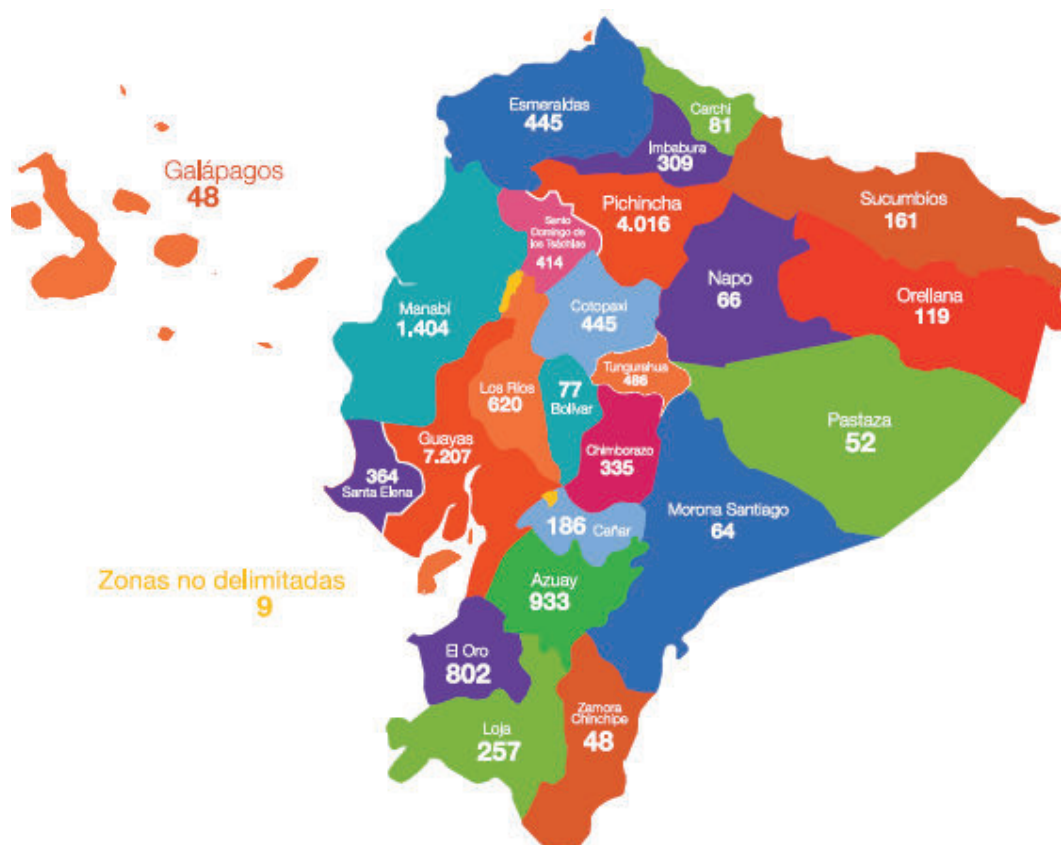 Esmeraldas
445
Carchi
81
Imbabura
309
Galápagos
48
Pichincha
4.016
Sucumbíos
161
Santo
Domingo de
los Tsáchilas
414
Napo
66
Orellana
119
Manabí
1.404
Cotopaxi
445
Tungurahua
486
Los Ríos
620
77
Bolívar
Pastaza
52
Guayas
7.207
Chimborazo
335
364
Santa Elena
Morona Santiago
64
186 Cañar
Zonas no delimitadas
9
Azuay
933
El Oro
802
Zamora
Chinchipe
48
Loja
257